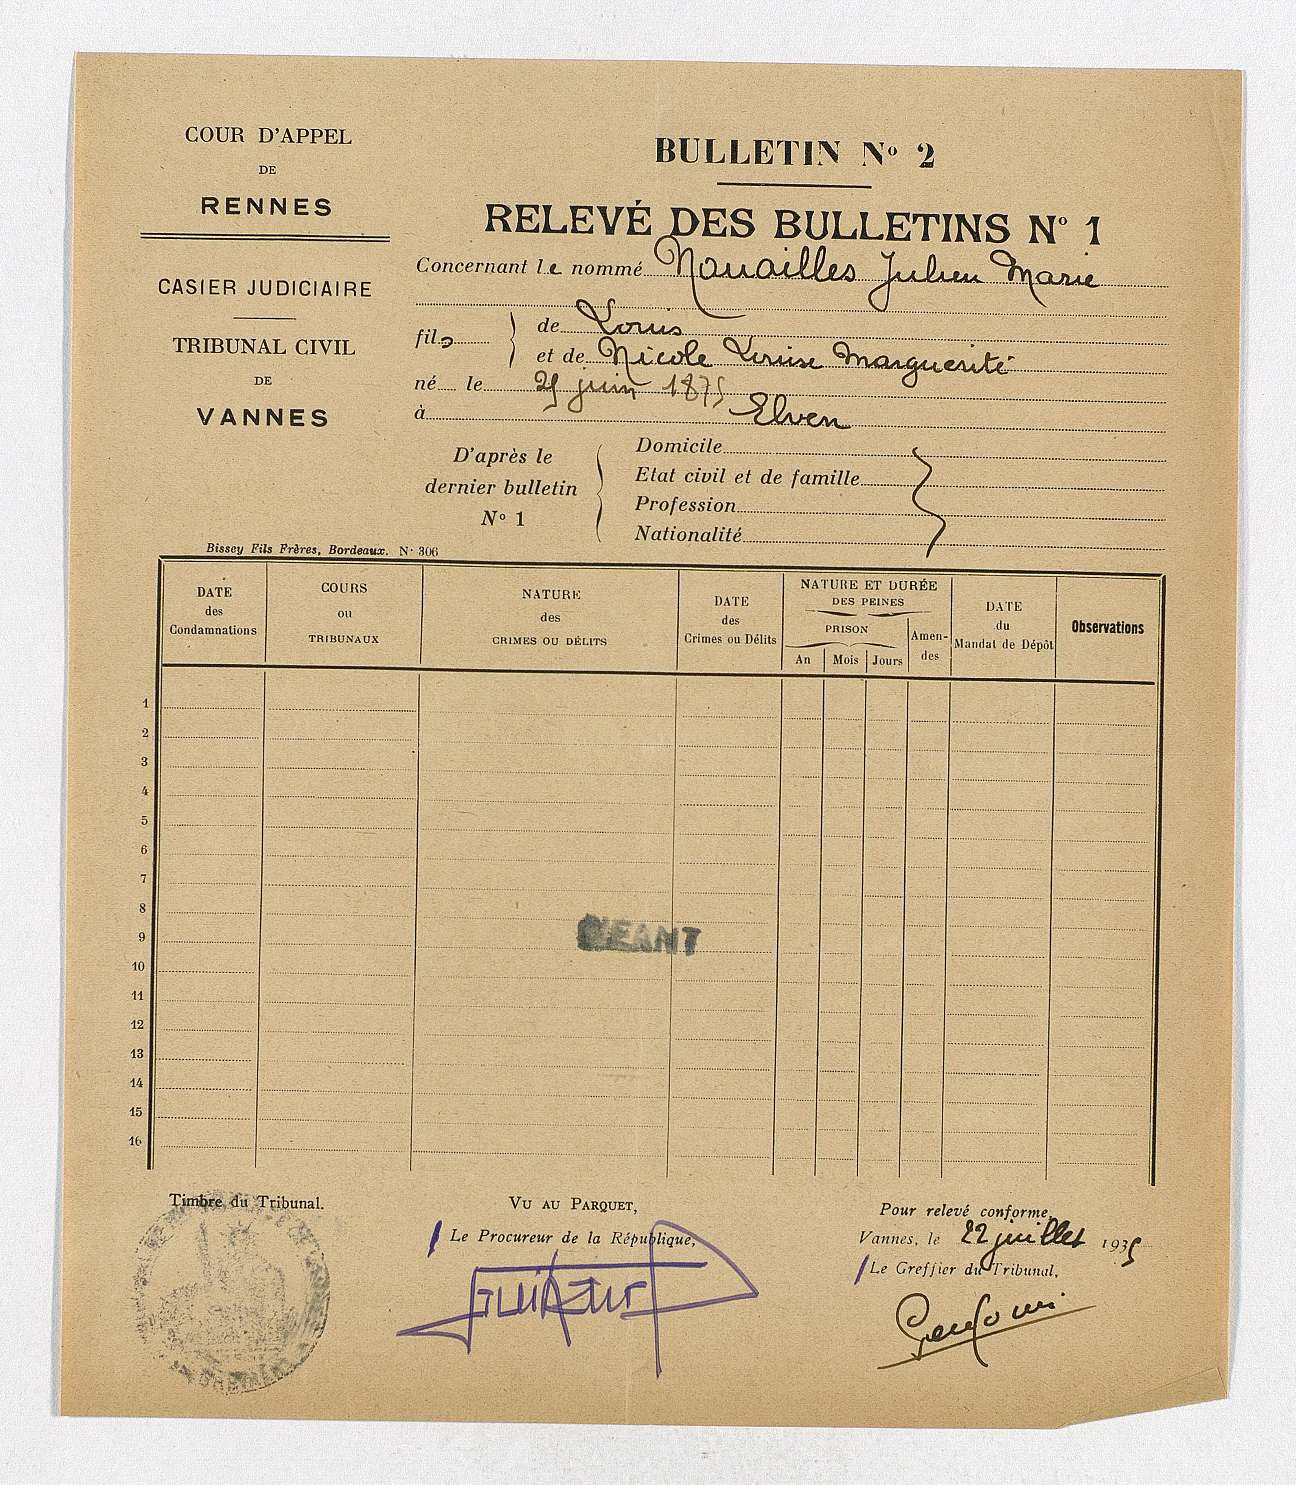 COUR D'APPEL
DE
RENNES
CASIER JUDICIAIRE
TRIBUNAL CIVIL
DE
VANNES
BULLETIN No 2
RELEVÉ DES BULLETINS No 1
Concernant le nommé Nouailles Julien Marie
fils de Louis
et de Nicole Louise Marguerite
né le 25 juin 1875
à Elven
D'après le
dernier bulletin
No 1
Domicile
Etat civil et de famille
Profession
Nationalité
Bissey Fils Frères, Bordeaux. N° 306
DATE
des
Condamnations
COURS
ou
TRIBUNAUX
NATURE
des
CRIMES OU DÉLITS
DATE
des
Crimes ou Délits
NATURE ET DURÉE
DES PEINES
PRISON
An Mois Jours
Amen-
des
DATE
du
Mandat de Dépôt
Observations
1
2
3
4
5
6
7
8
9
NEANT
10
11
12
13
14
15
16
Timbre du Tribunal.
VU AU PARQUET,
Le Procureur de la République,
Pour relevé conforme,
Vannes, le 22 juillet 1935
Le Greffier du Tribunal,